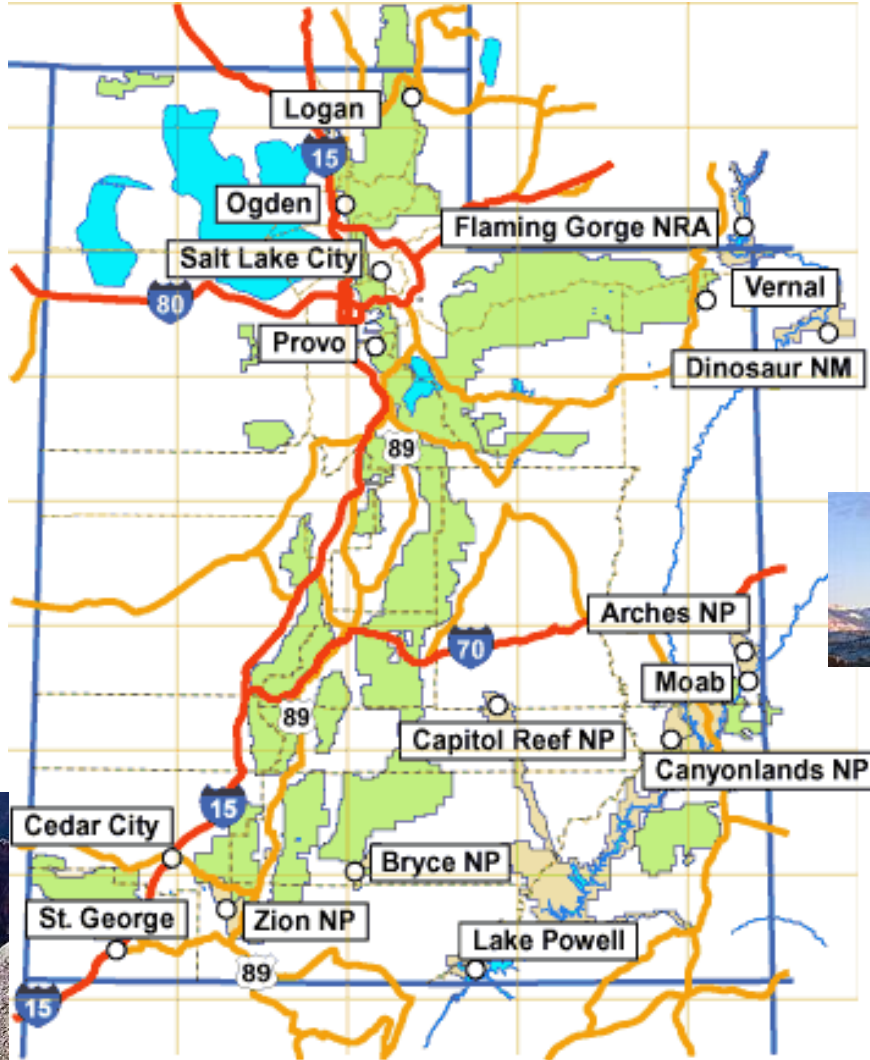 Logan
15
Ogden
Flaming Gorge NRA
Salt Lake City
Vernal
80
Provo
Dinosaur NM
89
Arches NP
70
Moab
89
Capitol Reef NP
Canyonlands NP
15
Cedar City
Bryce NP
St. George
Zion NP
Lake Powell
89
15